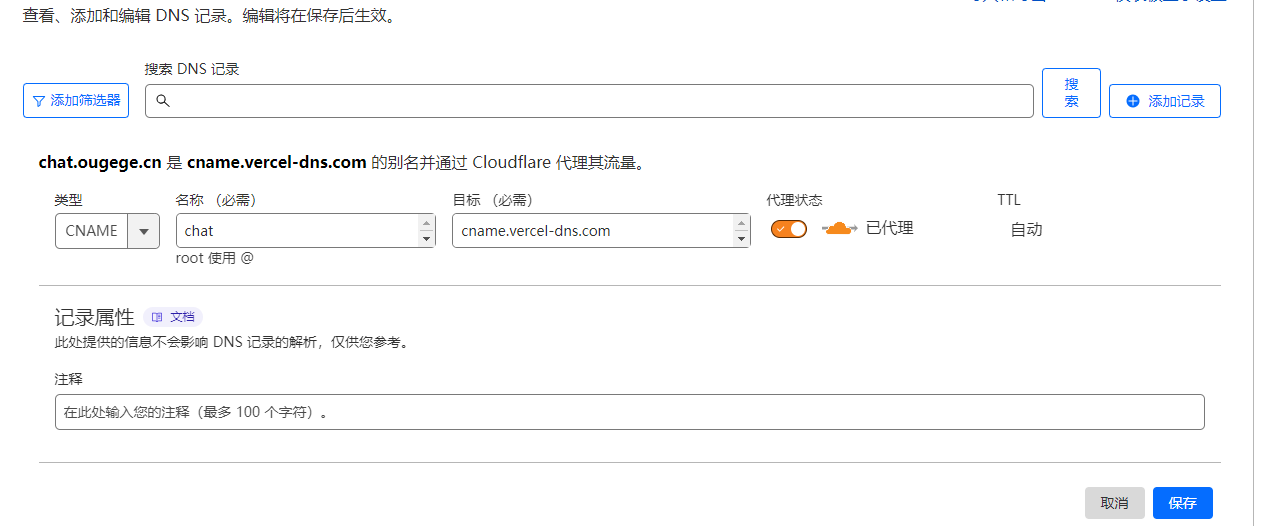 查看、添加和编辑 DNS 记录。编辑将在保存后生效。
搜索 DNS 记录
添加筛选器
搜
索
添加记录
chat.ougege.cn 是 cname.vercel-dns.com 的别名并通过 Cloudflare 代理其流量。
类型 名称 （必需） 目标 （必需） 代理状态 TTL
CNAME chat cname.vercel-dns.com 已代理 自动
root 使用 @
记录属性 文档
此处提供的信息不会影响 DNS 记录的解析，仅供您参考。
注释
在此处输入您的注释（最多 100 个字符）。
取消 保存